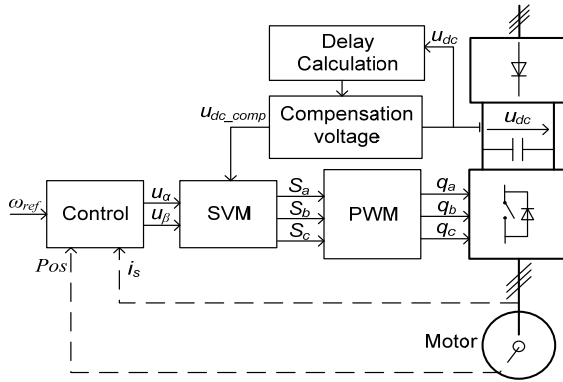 Delay
Calculation
u_dc
u_dc_comp
Compensation
voltage
u_dc
ω_ref
Control
u_α
u_β
SVM
S_a
S_b
S_c
PWM
q_a
q_b
q_c
Pos
i_s
Motor